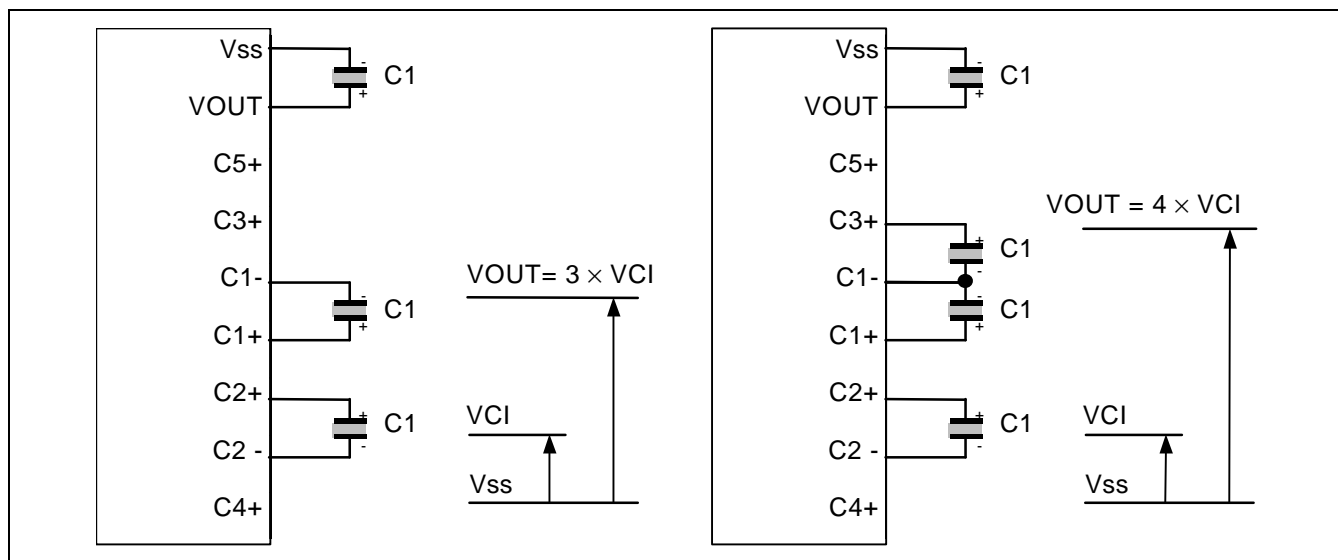 Vss
-
C1
+
VOUT
C5+
C3+
C1-
-
C1
+
C1+
C2+
+
C1
-
C2 -
C4+
VOUT= 3 × VCI
VCI
Vss
Vss
-
C1
+
VOUT
C5+
C3+
+
C1
-
C1-
-
C1
+
C1+
C2+
+
C1
-
C2 -
C4+
VOUT = 4 × VCI
VCI
Vss